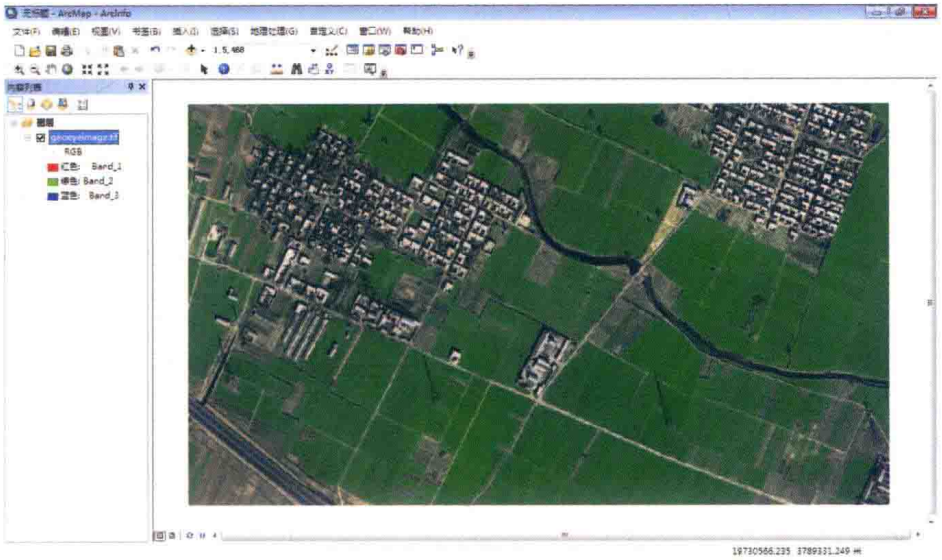 无标题 - ArcMap - ArcInfo
文件(F) 编辑(E) 视图(V) 书签(B) 插入(I) 选择(S) 地理处理(G) 自定义(C) 窗口(W) 帮助(H)
1:5,468
内容列表
图层
geoeyeimage.tif
RGB
红色: Band_1
绿色: Band_2
蓝色: Band_3
19730566.235 3789331.249 米